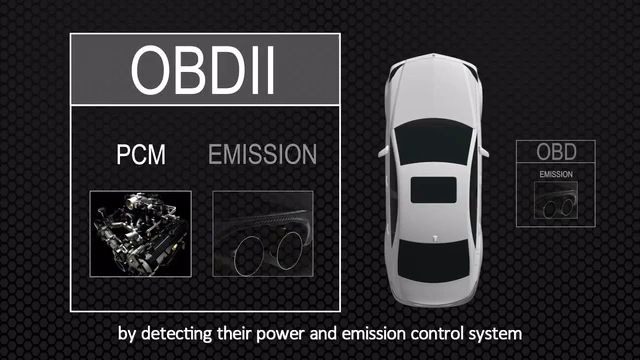 OBDII
PCM
EMISSION
OBD
EMISSION
by detecting their power and emission control system